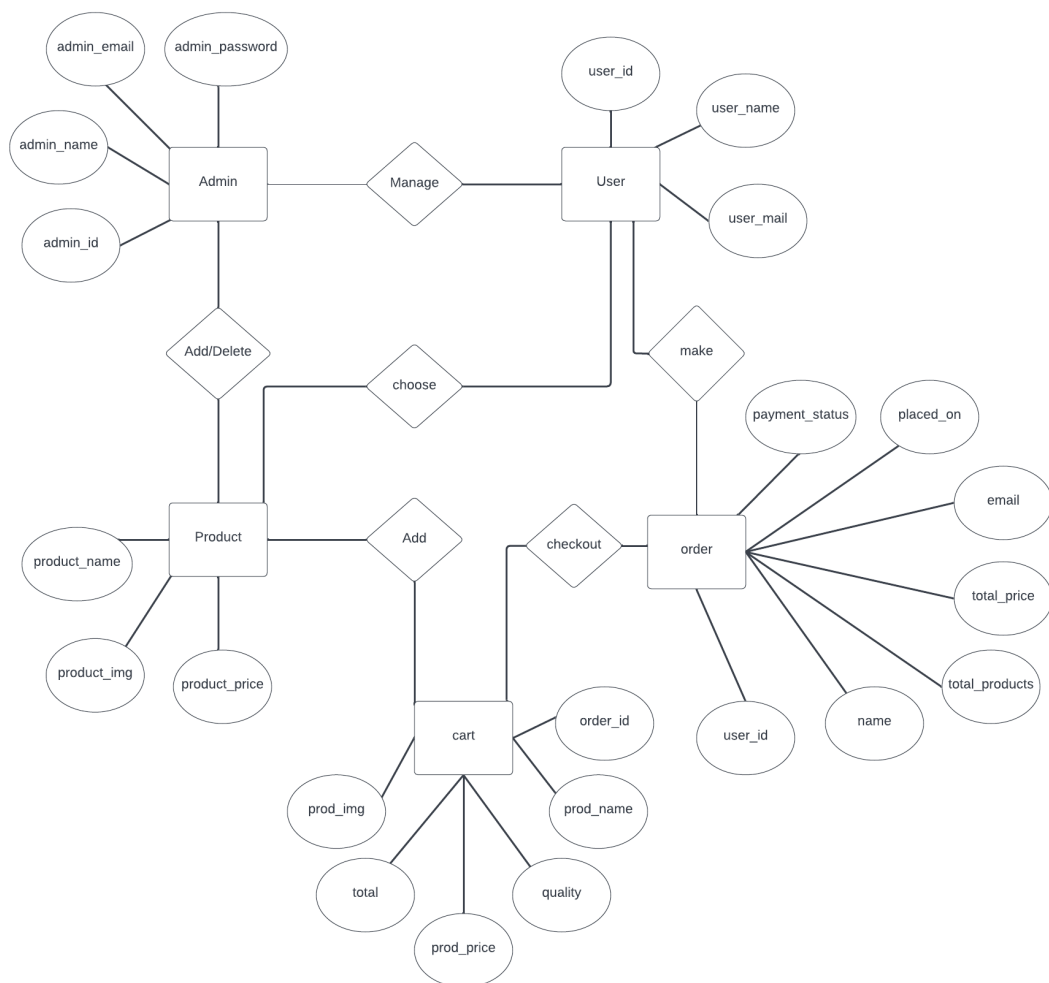 admin_email
admin_password
user_id
user_name
admin_name
Admin
Manage
User
user_mail
admin_id
Add/Delete
choose
make
payment_status
placed_on
email
Product
Add
checkout
order
product_name
total_price
product_img
product_price
total_products
order_id
name
cart
user_id
prod_img
prod_name
total
quality
prod_price